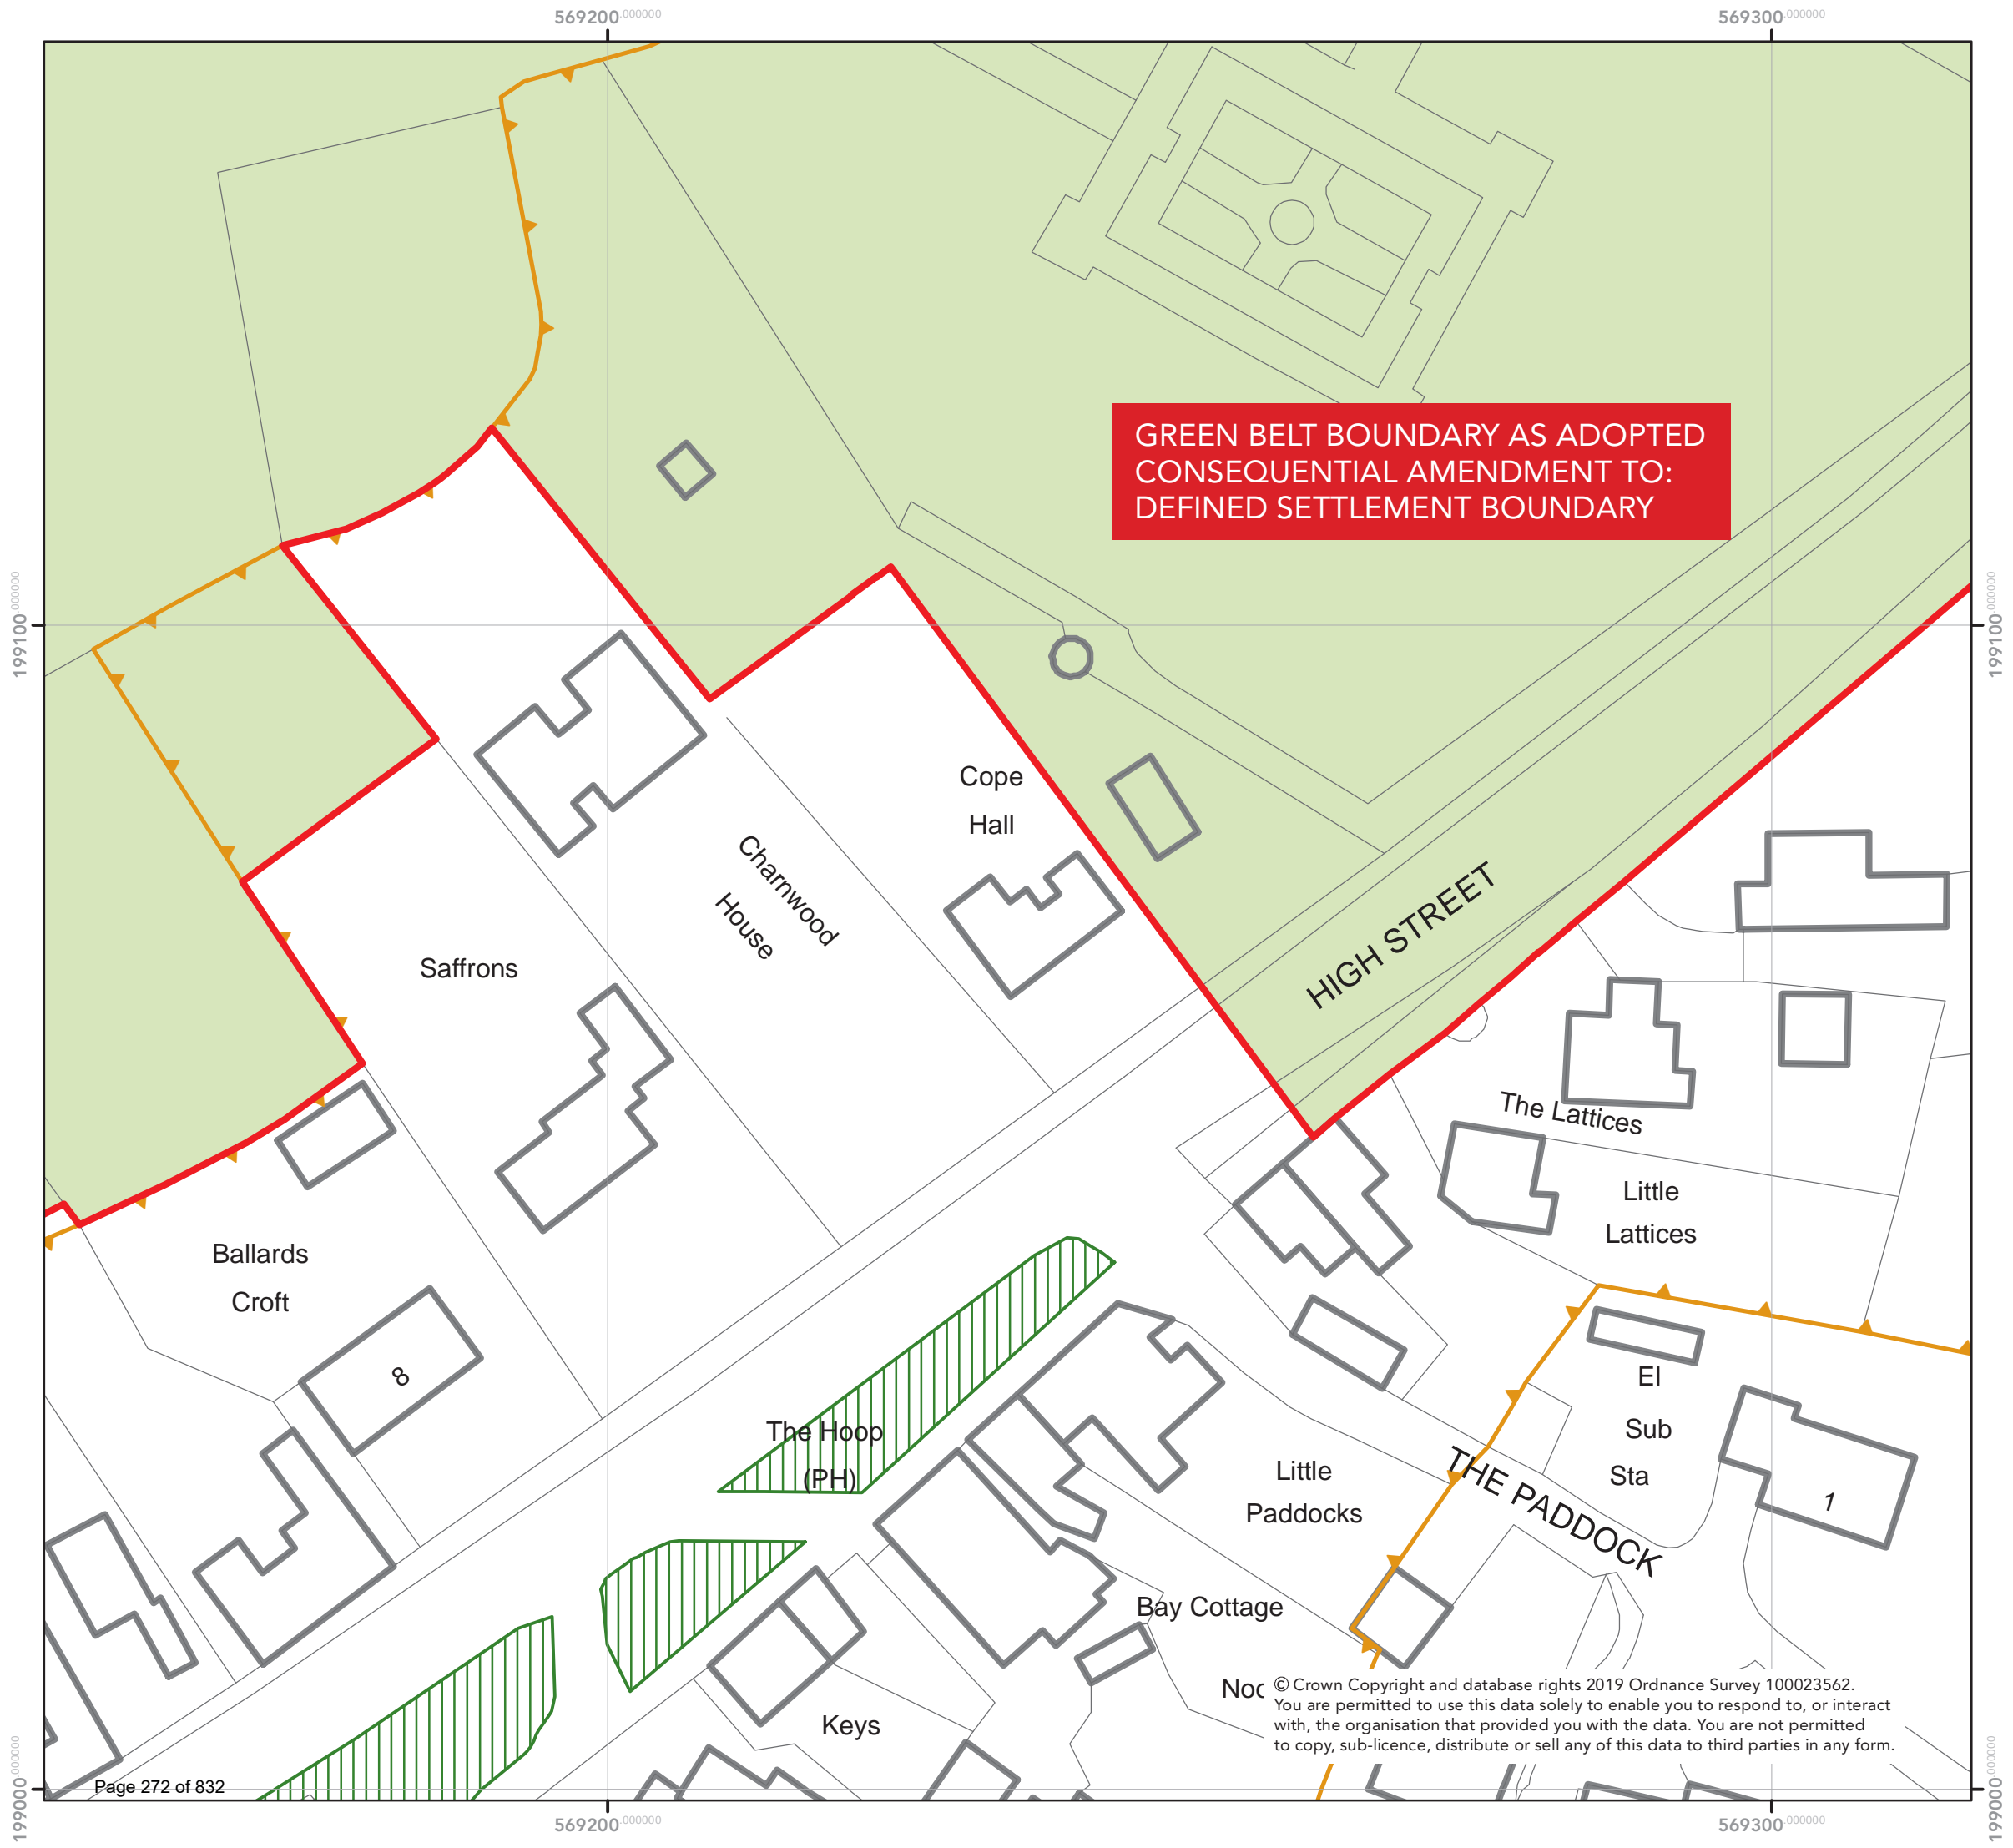 569200.000000
569300.000000
GREEN BELT BOUNDARY AS ADOPTED
CONSEQUENTIAL AMENDMENT TO:
DEFINED SETTLEMENT BOUNDARY
199100.000000
199100.000000
Cope
Hall
Charnwood
House
HIGH STREET
Saffrons
The Lattices
Little
Lattices
Ballards
Croft
8
El
Sub
Sta
The Hoop
(PH)
Little
Paddocks
THE PADDOCK
1
Bay Cottage
Noo
Keys
© Crown Copyright and database rights 2019 Ordnance Survey 100023562.
You are permitted to use this data solely to enable you to respond to, or interact
with, the organisation that provided you with the data. You are not permitted
to copy, sub-licence, distribute or sell any of this data to third parties in any form.
Page 272 of 832
199000.000000
199000.000000
569200.000000
569300.000000